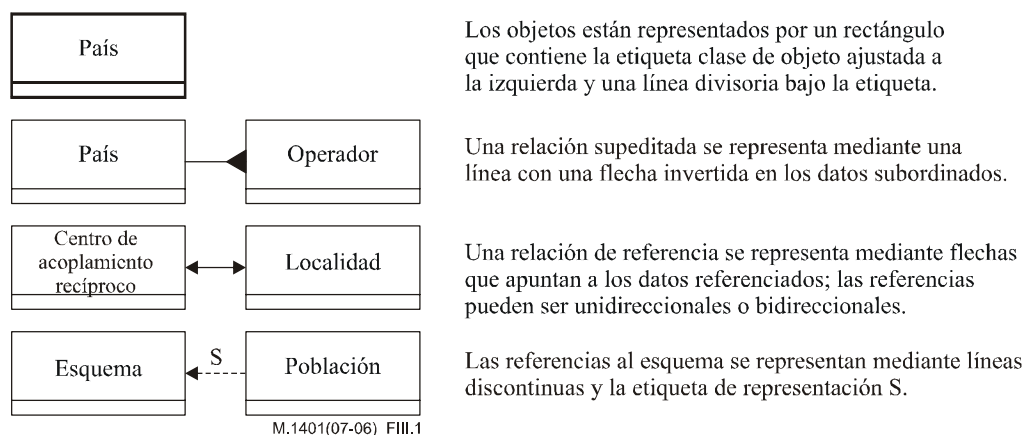 País
Los objetos están representados por un rectángulo
que contiene la etiqueta clase de objeto ajustada a
la izquierda y una línea divisoria bajo la etiqueta.
País
Operador
Una relación supeditada se representa mediante una
línea con una flecha invertida en los datos subordinados.
Centro de
acoplamiento
recíproco
Localidad
Una relación de referencia se representa mediante flechas
que apuntan a los datos referenciados; las referencias
pueden ser unidireccionales o bidireccionales.
Esquema
S
Población
Las referencias al esquema se representan mediante líneas
discontinuas y la etiqueta de representación S.
M.1401(07-06) FIII.1